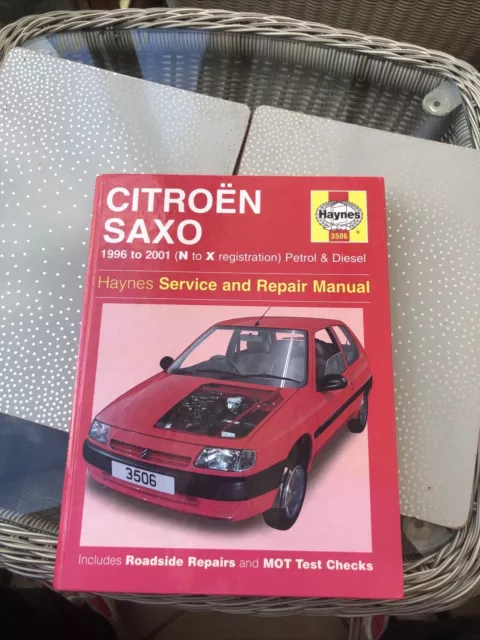 CITROËN
SAXO
Haynes
3506
1996 to 2001 (N to X registration) Petrol & Diesel
Haynes Service and Repair Manual
3506
Includes Roadside Repairs and MOT Test Checks